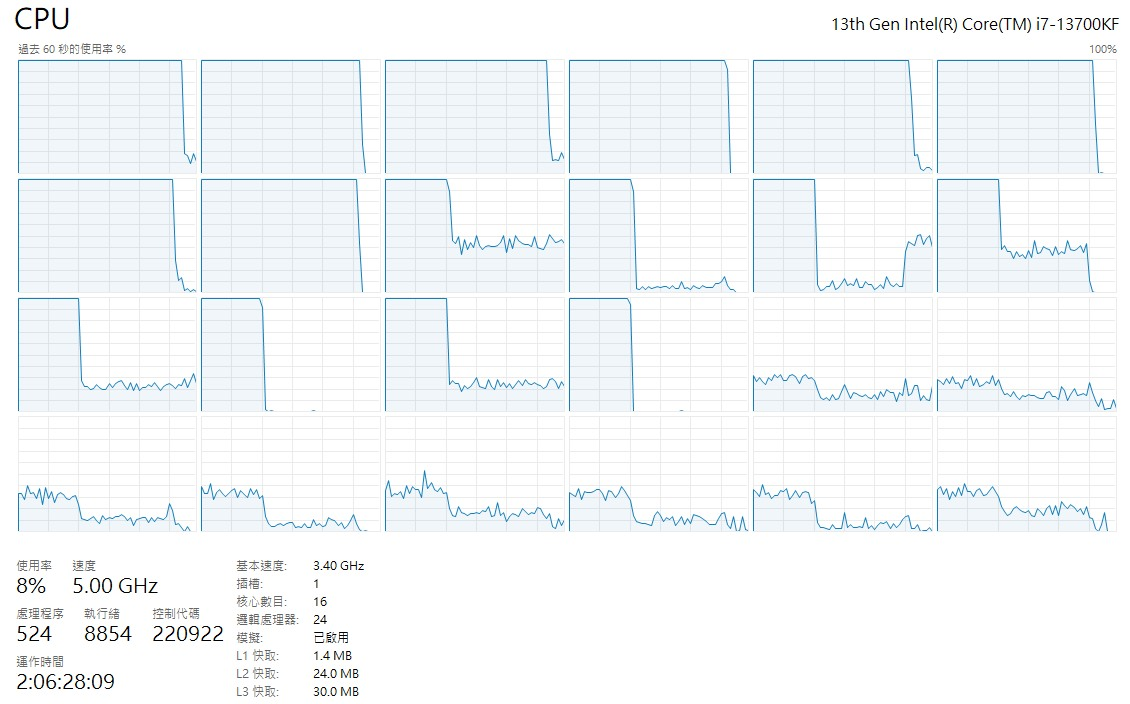 CPU
13th Gen Intel(R) Core(TM) i7-13700KF
過去 60 秒的使用率 %
100%
使用率 速度
8% 5.00 GHz
處理程序 執行緒 控制代碼
524 8854 220922
運作時間
2:06:28:09
基本速度: 3.40 GHz
插槽: 1
核心數目: 16
邏輯處理器: 24
模擬: 已啟用
L1 快取: 1.4 MB
L2 快取: 24.0 MB
L3 快取: 30.0 MB